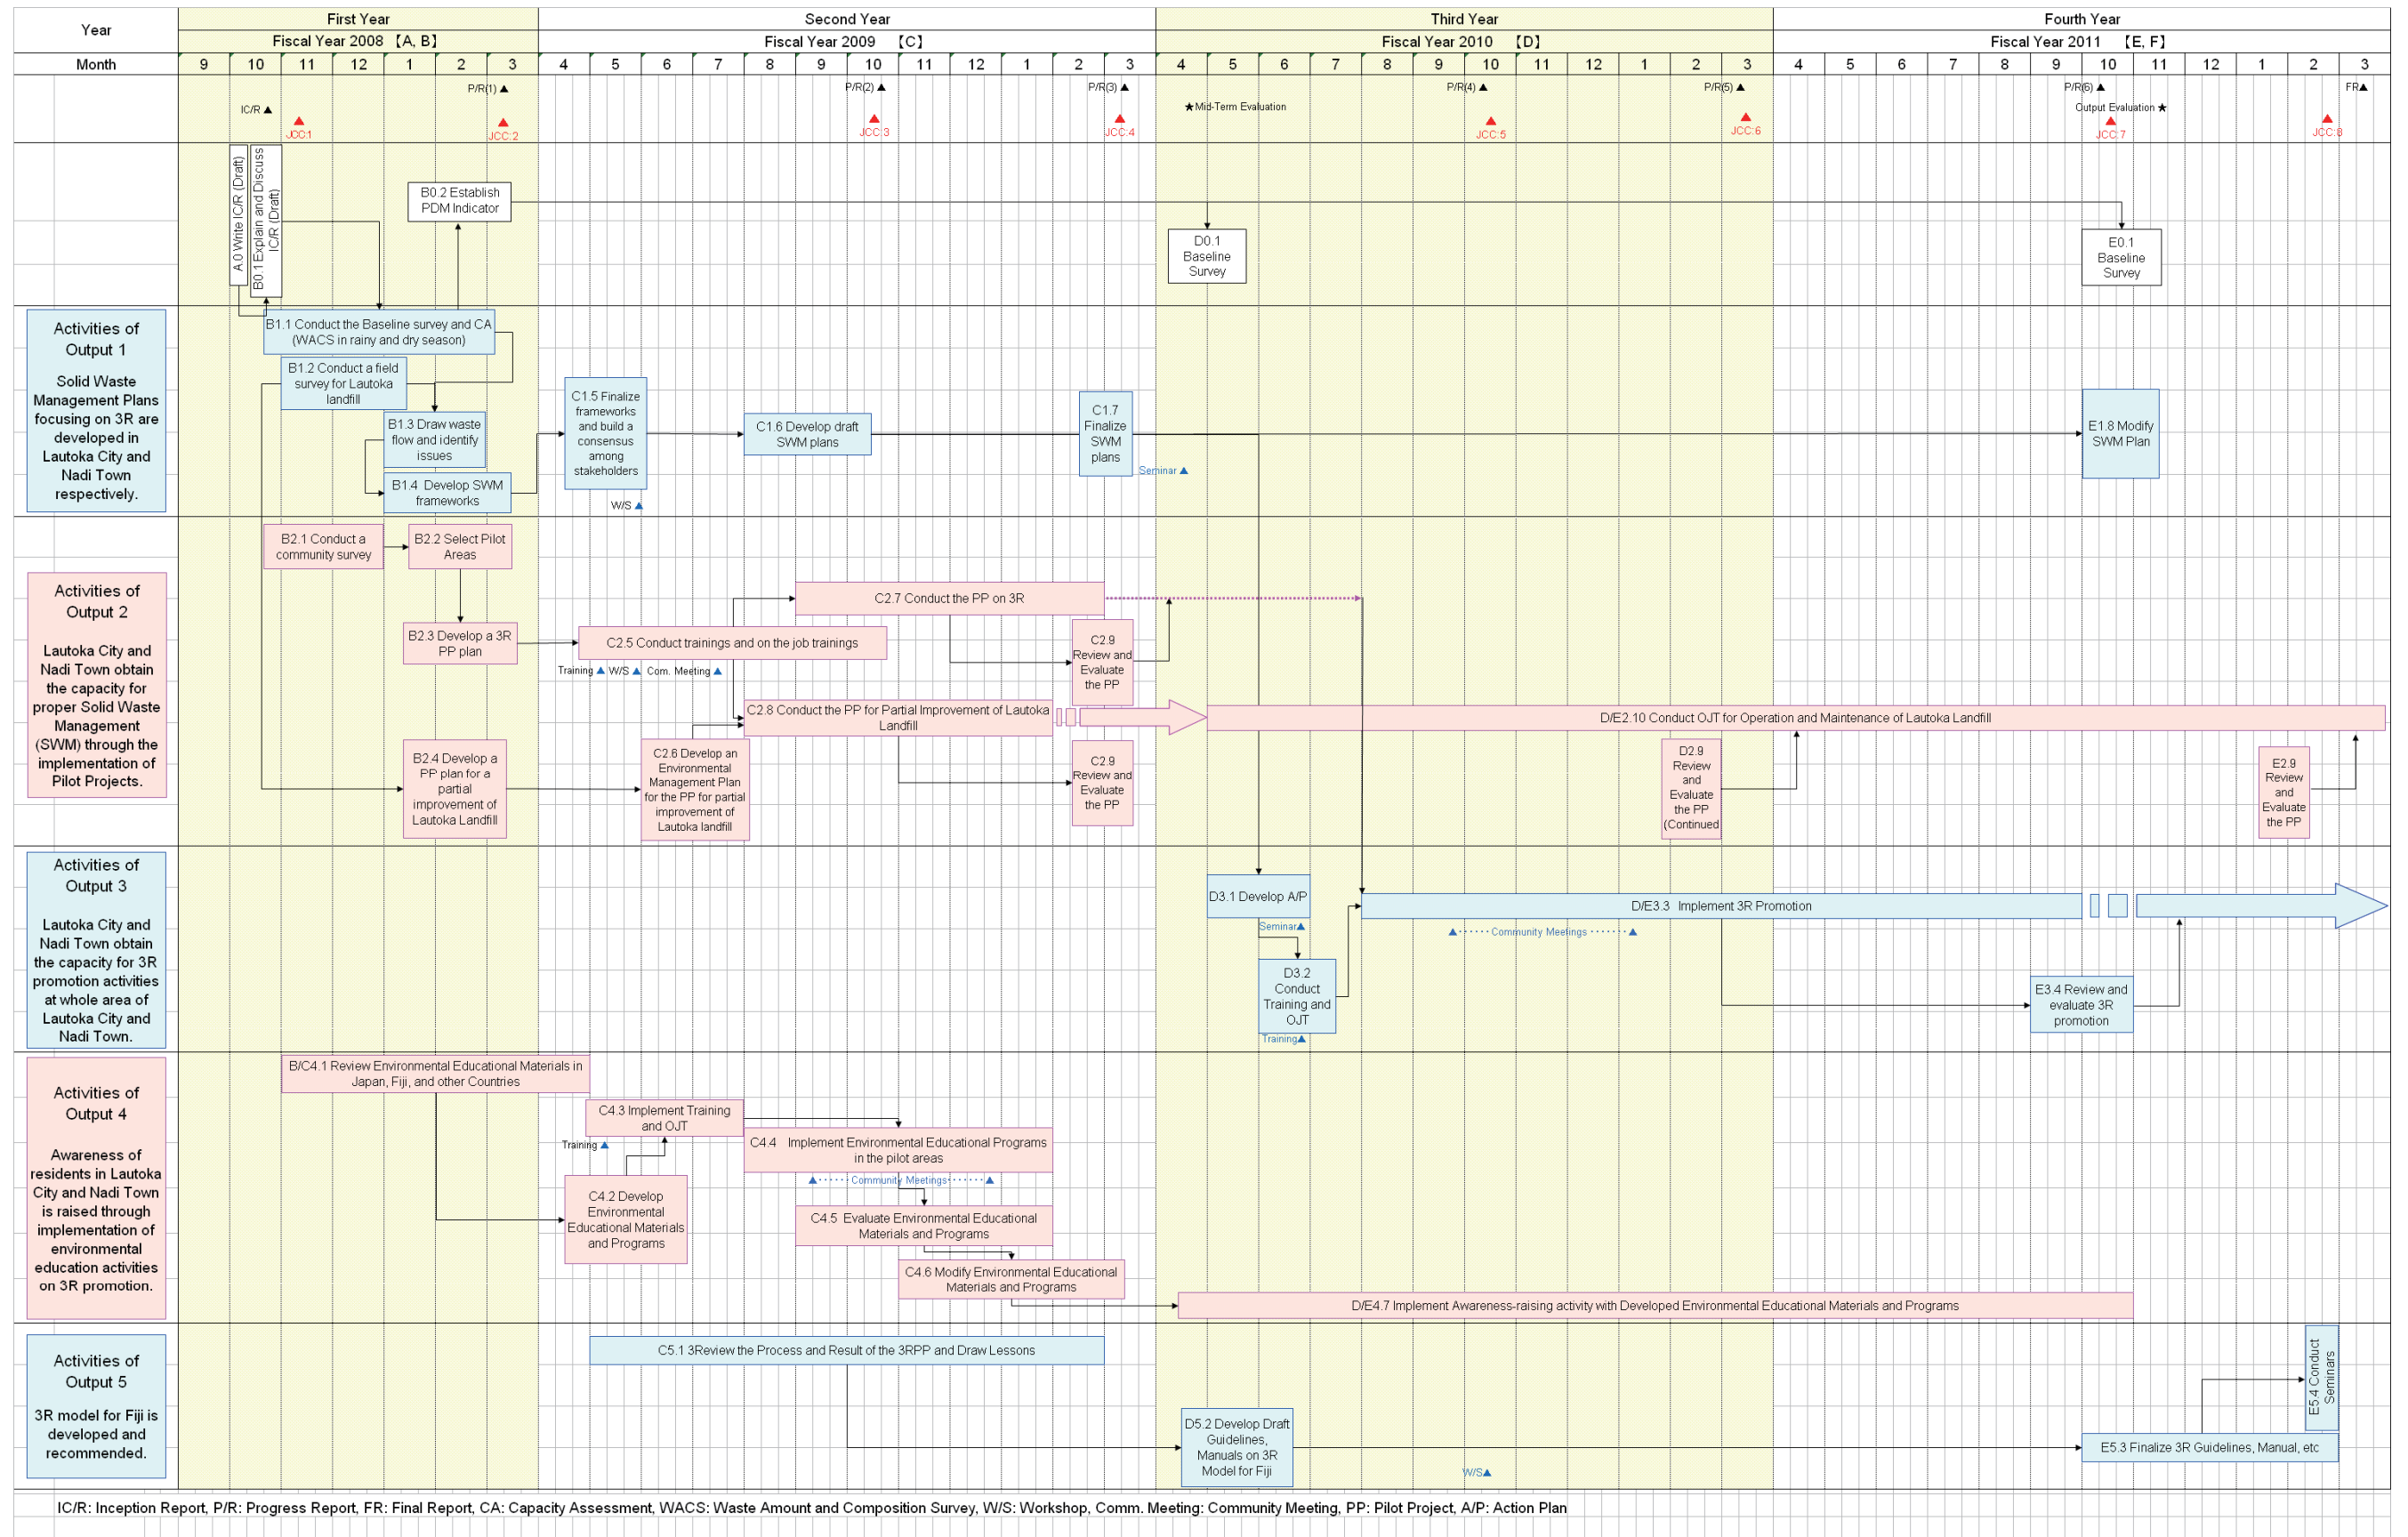 Year
First Year
Second Year
Third Year
Fourth Year
Fiscal Year 2008 【A, B】
Fiscal Year 2009 【C】
Fiscal Year 2010 【D】
Fiscal Year 2011 【E, F】
Month
9 10 11 12 1 2 3 4 5 6 7 8 9 10 11 12 1 2 3 4 5 6 7 8 9 10 11 12 1 2 3 4 5 6 7 8 9 10 11 12 1 2 3
P/R(1)▲
P/R(2)▲
P/R(3)▲
P/R(4)▲
P/R(5)▲
P/R(6)▲
FR▲
IC/R▲
★Mid-Term Evaluation
Output Evaluation★
JCC:1
JCC:2
JCC:3
JCC:4
JCC:5
JCC:6
JCC:7
JCC:8
A.0 Write IC/R (Draft)
B0.1 Explain and Discuss
IC/R (Draft)
B0.2 Establish
PDM Indicator
D0.1
Baseline
Survey
E0.1
Baseline
Survey
Activities of
Output 1
Solid Waste
Management Plans
focusing on 3R are
developed in
Lautoka City and
Nadi Town
respectively.
B1.1 Conduct the Baseline survey and CA
(WACS in rainy and dry season)
B1.2 Conduct a field
survey for Lautoka
landfill
B1.3 Draw waste
flow and identify
issues
B1.4 Develop SWM
frameworks
C1.5 Finalize
frameworks
and build a
consensus
among
stakeholders
W/S▲
C1.6 Develop draft
SWM plans
C1.7
Finalize
SWM
plans
Seminar▲
E1.8 Modify
SWM Plan
Activities of
Output 2
Lautoka City and
Nadi Town obtain
the capacity for
proper Solid Waste
Management
(SWM) through the
implementation of
Pilot Projects.
B2.1 Conduct a
community survey
B2.2 Select Pilot
Areas
B2.3 Develop a 3R
PP plan
B2.4 Develop a
PP plan for a
partial
improvement of
Lautoka Landfill
C2.7 Conduct the PP on 3R
C2.5 Conduct trainings and on the job trainings
Training▲ W/S▲ Com. Meeting▲
C2.9
Review and
Evaluate
the PP
C2.8 Conduct the PP for Partial Improvement of Lautoka
Landfill
C2.6 Develop an
Environmental
Management Plan
for the PP for partial
improvement of
Lautoka landfill
C2.9
Review and
Evaluate
the PP
D/E2.10 Conduct OJT for Operation and Maintenance of Lautoka Landfill
D2.9
Review
and
Evaluate
the PP
(Continued
E2.9
Review
and
Evaluate
the PP
Activities of
Output 3
Lautoka City and
Nadi Town obtain
the capacity for 3R
promotion activities
at whole area of
Lautoka City and
Nadi Town.
D3.1 Develop A/P
Seminar▲
D3.2
Conduct
Training and
OJT
Training▲
D/E3.3 Implement 3R Promotion
Community Meetings
E3.4 Review and
evaluate 3R
promotion
Activities of
Output 4
Awareness of
residents in Lautoka
City and Nadi Town
is raised through
implementation of
environmental
education activities
on 3R promotion.
B/C4.1 Review Environmental Educational Materials in
Japan, Fiji, and other Countries
C4.3 Implement Training
and OJT
Training▲
C4.2 Develop
Environmental
Educational Materials
and Programs
C4.4 Implement Environmental Educational Programs
in the pilot areas
Community Meetings
C4.5 Evaluate Environmental Educational
Materials and Programs
C4.6 Modify Environmental Educational
Materials and Programs
D/E4.7 Implement Awareness-raising activity with Developed Environmental Educational Materials and Programs
Activities of
Output 5
3R model for Fiji is
developed and
recommended.
C5.1 3Review the Process and Result of the 3RPP and Draw Lessons
D5.2 Develop Draft
Guidelines,
Manuals on 3R
Model for Fiji
W/S▲
E5.3 Finalize 3R Guidelines, Manual, etc
E5.4 Conduct
Seminars
IC/R: Inception Report, P/R: Progress Report, FR: Final Report, CA: Capacity Assessment, WACS: Waste Amount and Composition Survey, W/S: Workshop, Comm. Meeting: Community Meeting, PP: Pilot Project, A/P: Action Plan